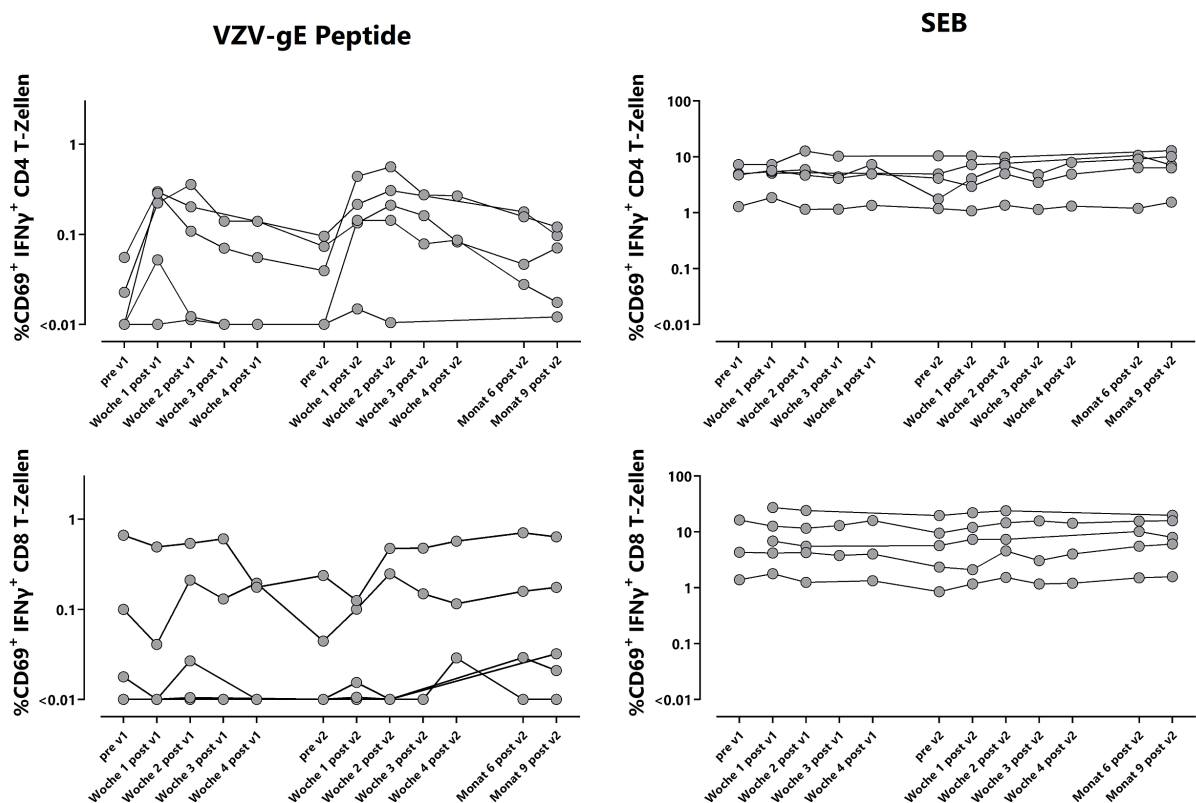 VZV-gE Peptide
SEB
%CD69⁺ IFNγ⁺ CD4 T-Zellen
1
0.1
<0.01
pre v1
Woche 1 post v1
Woche 2 post v1
Woche 3 post v1
Woche 4 post v1
pre v2
Woche 1 post v2
Woche 2 post v2
Woche 3 post v2
Woche 4 post v2
Monat 6 post v2
Monat 9 post v2
%CD69⁺ IFNγ⁺ CD4 T-Zellen
100
10
1
0.1
<0.01
pre v1
Woche 1 post v1
Woche 2 post v1
Woche 3 post v1
Woche 4 post v1
pre v2
Woche 1 post v2
Woche 2 post v2
Woche 3 post v2
Woche 4 post v2
Monat 6 post v2
Monat 9 post v2
%CD69⁺ IFNγ⁺ CD8 T-Zellen
1
0.1
<0.01
pre v1
Woche 1 post v1
Woche 2 post v1
Woche 3 post v1
Woche 4 post v1
pre v2
Woche 1 post v2
Woche 2 post v2
Woche 3 post v2
Woche 4 post v2
Monat 6 post v2
Monat 9 post v2
%CD69⁺ IFNγ⁺ CD8 T-Zellen
100
10
1
0.1
<0.01
pre v1
Woche 1 post v1
Woche 2 post v1
Woche 3 post v1
Woche 4 post v1
pre v2
Woche 1 post v2
Woche 2 post v2
Woche 3 post v2
Woche 4 post v2
Monat 6 post v2
Monat 9 post v2